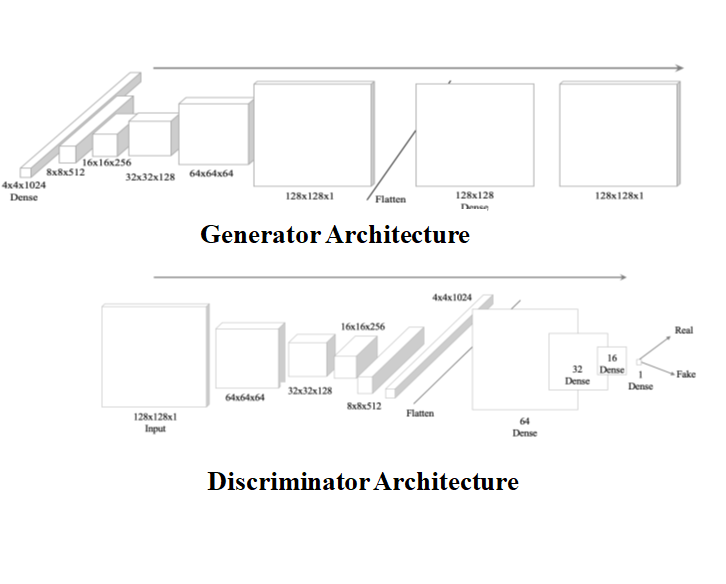 4x4x1024
Dense
8x8x512
16x16x256
32x32x128
64x64x64
128x128x1
Flatten
128x128
Dense
128x128x1
Generator Architecture
128x128x1
Input
64x64x64
32x32x128
16x16x256
8x8x512
4x4x1024
Flatten
64
Dense
32
Dense
16
Dense
1
Dense
Real
Fake
Discriminator Architecture